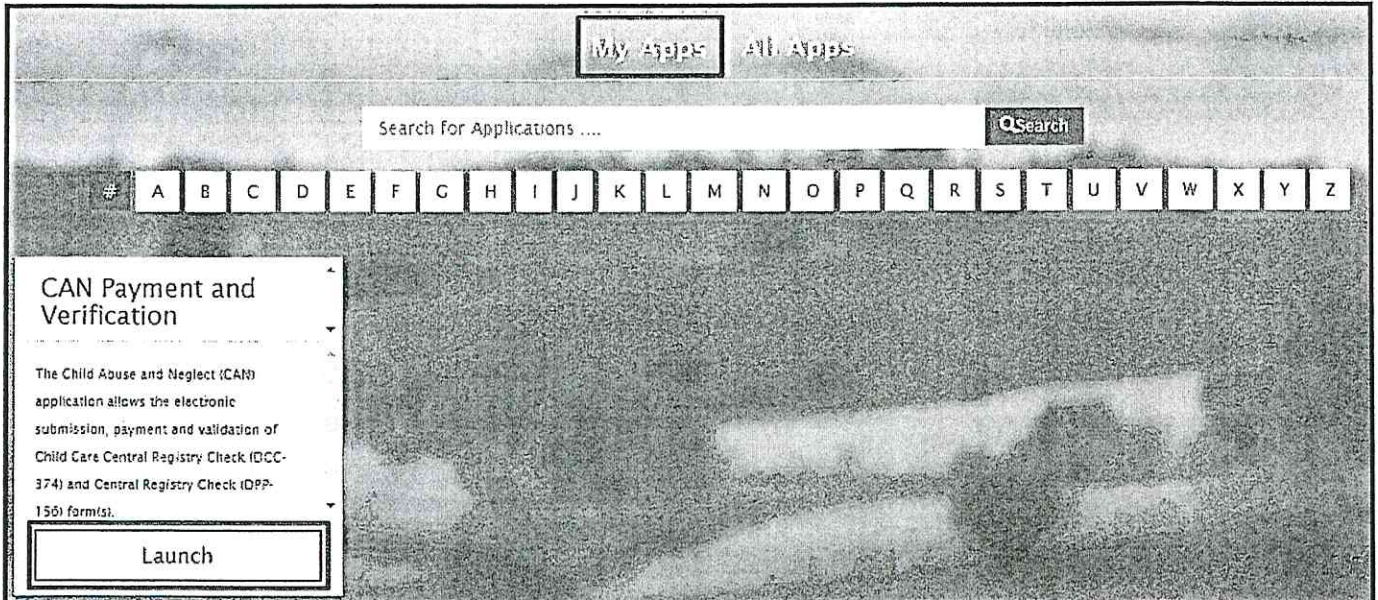 My Apps All Apps
Search for Applications ....
Search
# A B C D E F G H I J K L M N O P Q R S T U V W X Y Z
CAN Payment and
Verification
The Child Abuse and Neglect (CAN)
application allows the electronic
submission, payment and validation of
Child Care Central Registry Check (DCC-
374) and Central Registry Check (DPP-
156) form(s).
Launch